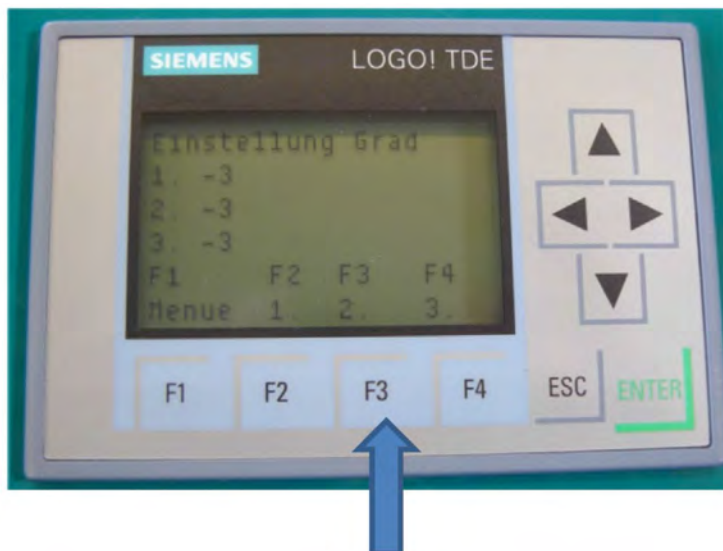 SIEMENS LOGO! TDE
Einstellung Grad
1. -3
2. -3
3. -3
F1 F2 F3 F4
Menue 1. 2. 3.
F1 F2 F3 F4 ESC ENTER